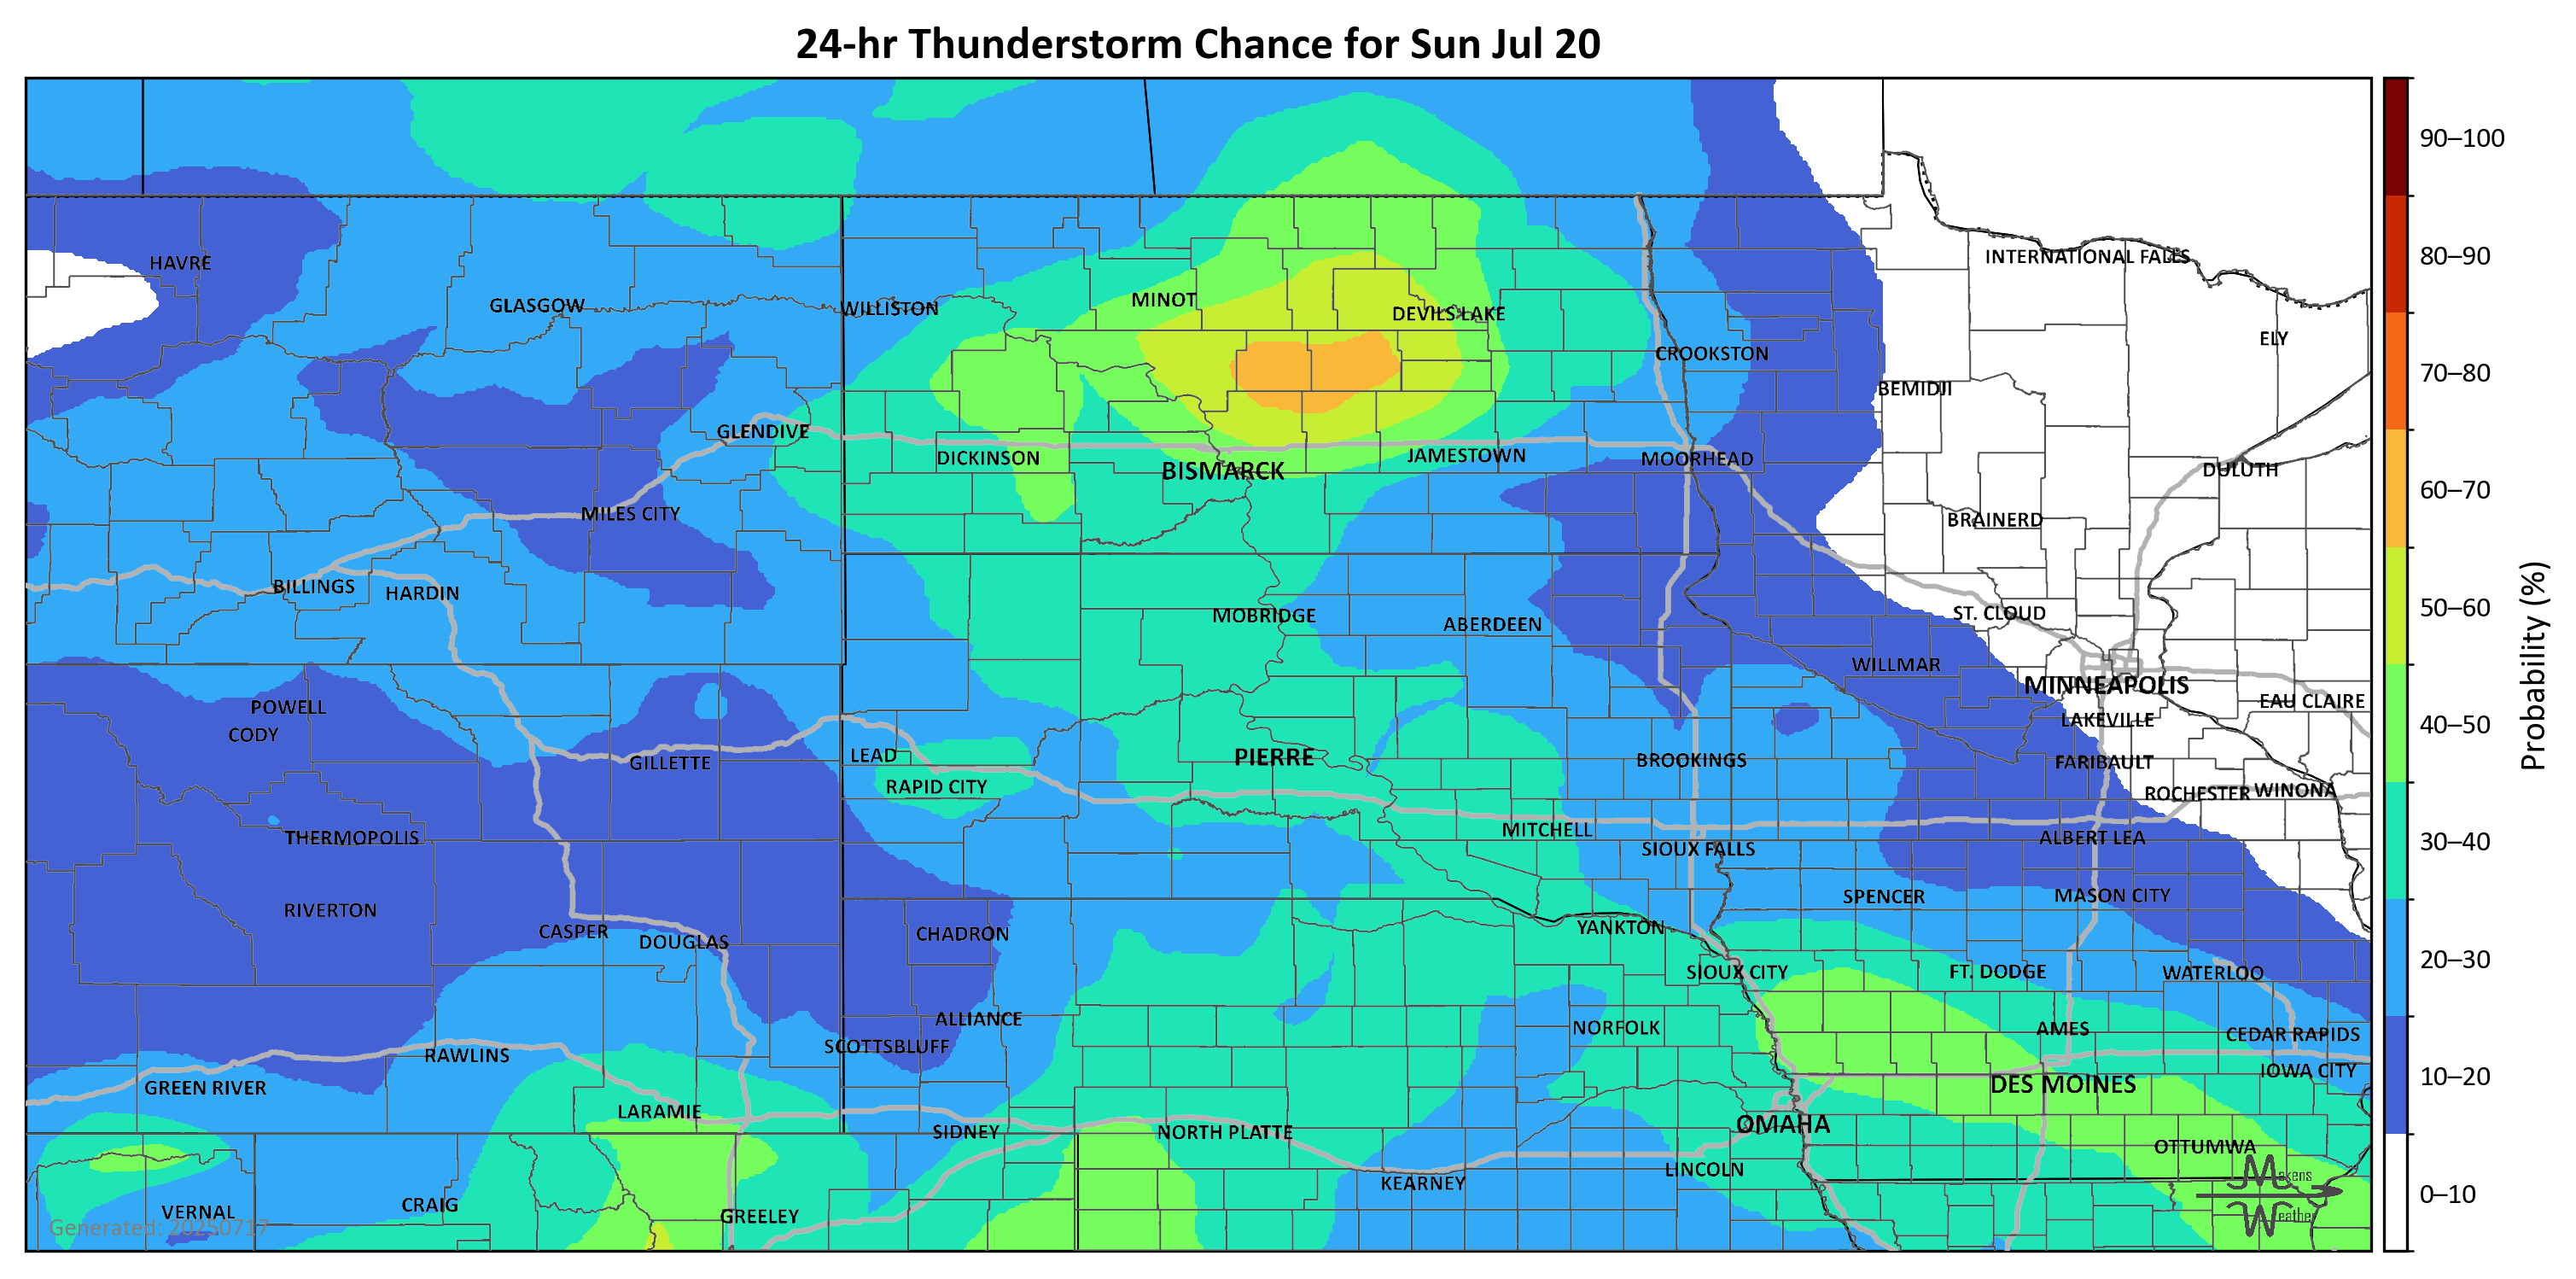 24-hr Thunderstorm Chance for Sun Jul 20
90–100
INTERNATIONAL FALLS
80–90
HAVRE
MINOT
GLASGOW
WILLISTON
DEVILS LAKE
70–80
ELY
CROOKSTON
BEMIDJI
GLENDIVE
DICKINSON
BISMARCK
JAMESTOWN
MOORHEAD
DULUTH
60–70
MILES CITY
BRAINERD
BILLINGS
HARDIN
MOBRIDGE
ABERDEEN
ST. CLOUD
50–60
WILLMAR
Probability (%)
MINNEAPOLIS
EAU CLAIRE
POWELL
CODY
LAKEVILLE
40–50
GILLETTE
LEAD
PIERRE
BROOKINGS
FARIBAULT
RAPID CITY
ROCHESTER
WINONA
THERMOPOLIS
MITCHELL
ALBERT LEA
30–40
SIOUX FALLS
RIVERTON
SPENCER
MASON CITY
CASPER
DOUGLAS
CHADRON
YANKTON
SIOUX CITY
FT. DODGE
WATERLOO
20–30
ALLIANCE
NORFOLK
AMES
CEDAR RAPIDS
SCOTTSBLUFF
RAWLINS
GREEN RIVER
DES MOINES
IOWA CITY
10–20
LARAMIE
SIDNEY
NORTH PLATTE
OMAHA
OTTUMWA
LINCOLN
KEARNEY
Makens
0–10
VERNAL
CRAIG
GREELEY
Weather
Generated: 20250717